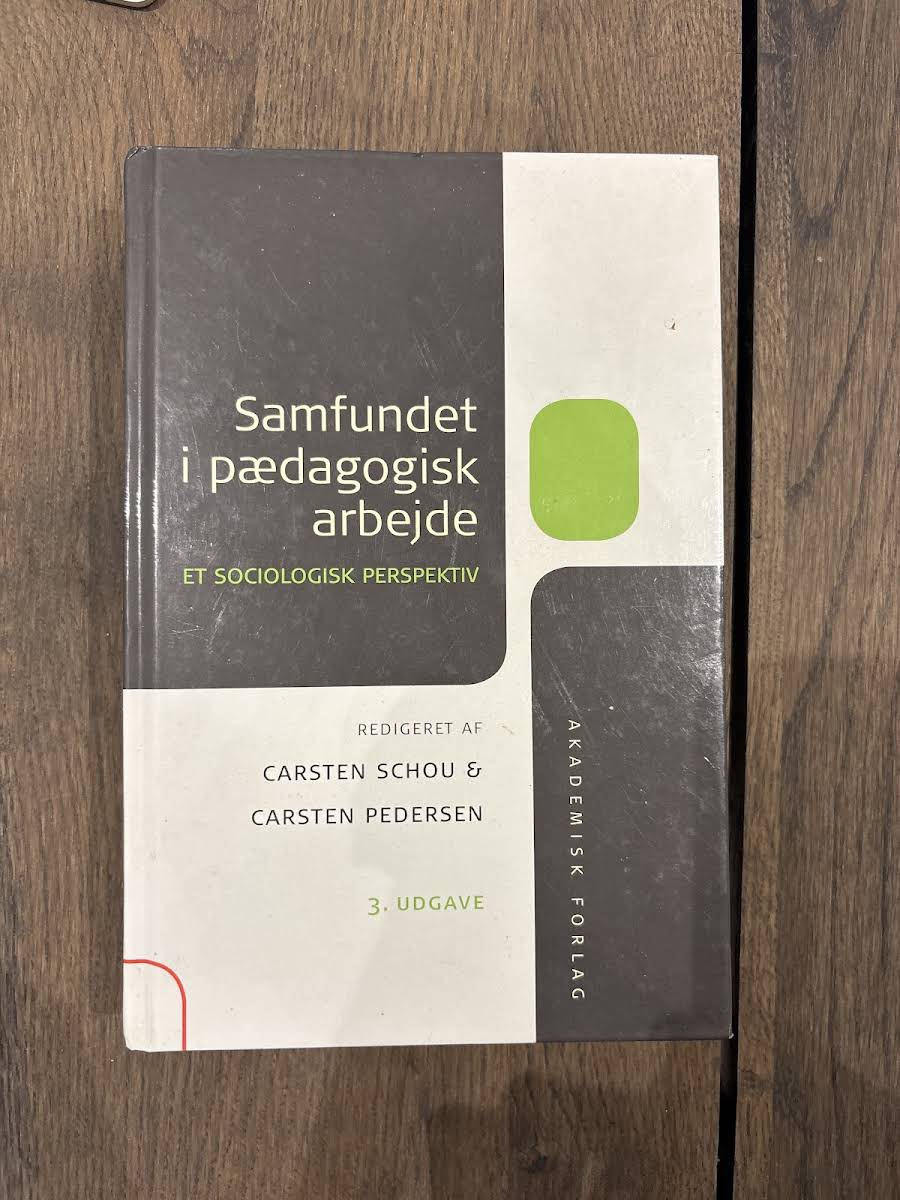 Samfundet
i pædagogisk
arbejde
ET SOCIOLOGISK PERSPEKTIV
REDIGERET AF
CARSTEN SCHOU &
CARSTEN PEDERSEN
3. UDGAVE
AKADEMISK FORLAG